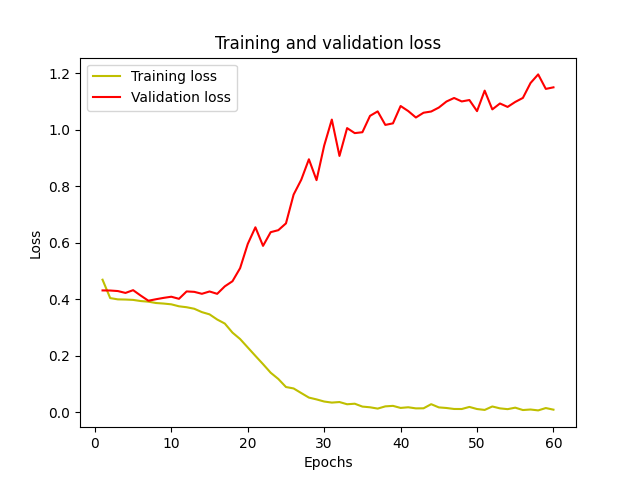 Training and validation loss
Training loss
Validation loss
1.2
1.0
0.8
0.6
0.4
0.2
0.0
Loss
0 10 20 30 40 50 60
Epochs